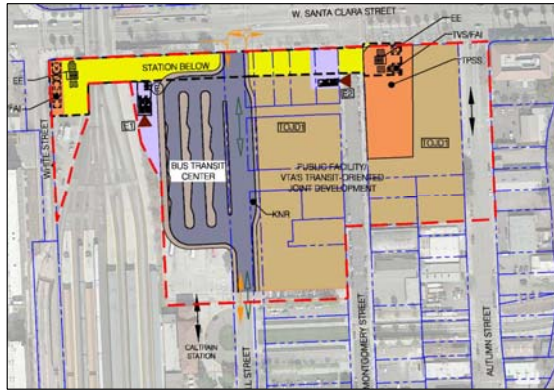 W. SANTA CLARA STREET
EE
TVS/FAI
TPSS
EE
STATION BELOW
FAI
WHITE STREET
E1
E2
TOJD1
TOJD1
BUS TRANSIT
CENTER
PUBLIC FACILITY/
VTA'S TRANSIT-ORIENTED
JOINT DEVELOPMENT
KNR
CALTRAIN
STATION
STREET
MONTGOMERY STREET
AUTUMN STREET